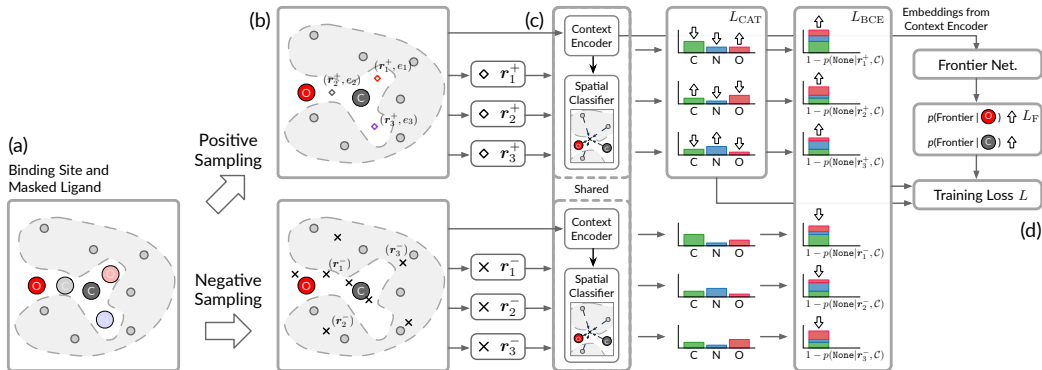 (a)
Binding Site and
Masked Ligand
O
C
C
O
N
Positive
Sampling
Negative
Sampling
(b)
(r₁⁺, e₁)
(r₂⁺, e₂)
(r₃⁺, e₃)
O
C
r₁⁺
r₂⁺
r₃⁺
(r₃⁻)
(r₁⁻)
(r₂⁻)
O
C
r₁⁻
r₂⁻
r₃⁻
(c)
Context
Encoder
Spatial
Classifier
O
C
Shared
Context
Encoder
Spatial
Classifier
O
C
L_CAT
C N O
C N O
C N O
C N O
C N O
C N O
L_BCE
1 − p(None|r₁⁺, C)
1 − p(None|r₂⁺, C)
1 − p(None|r₃⁺, C)
1 − p(None|r₁⁻, C)
1 − p(None|r₂⁻, C)
1 − p(None|r₃⁻, C)
Embeddings from
Context Encoder
Frontier Net.
p(Frontier | O) L_F
p(Frontier | C)
Training Loss L
(d)